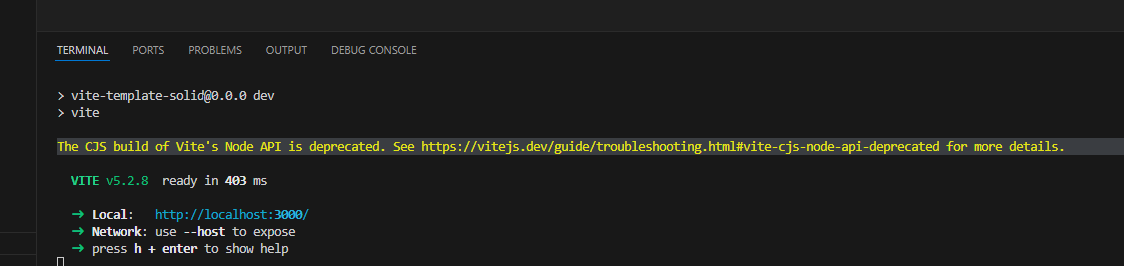 TERMINAL PORTS PROBLEMS OUTPUT DEBUG CONSOLE
> vite-template-solid@0.0.0 dev
> vite
The CJS build of Vite's Node API is deprecated. See https://vitejs.dev/guide/troubleshooting.html#vite-cjs-node-api-deprecated for more details.
VITE v5.2.8 ready in 403 ms
➜ Local: http://localhost:3000/
➜ Network: use --host to expose
➜ press h + enter to show help